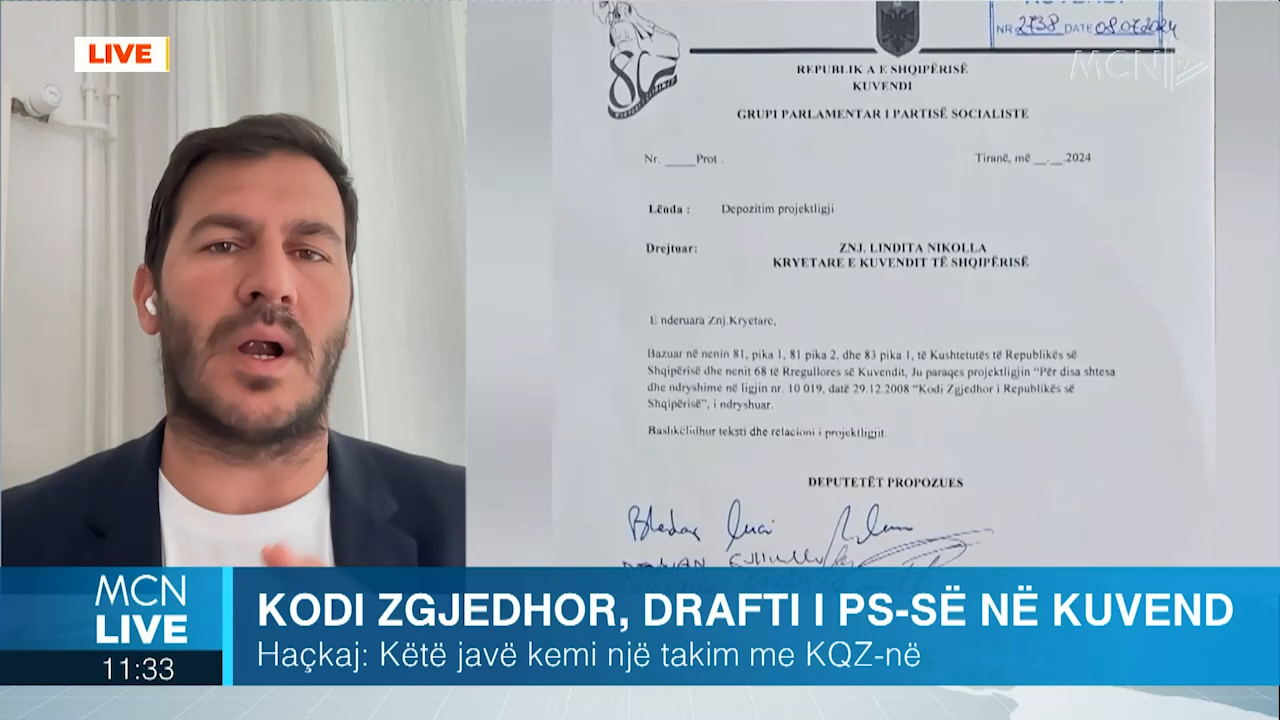 LIVE
NR 2738 DATE 08.07.2024
MCN
80
REPUBLIKA E SHQIPËRISË
KUVENDI
GRUPI PARLAMENTAR I PARTISË SOCIALISTE
Nr. _____Prot .
Tiranë, më __.__.2024
Lënda : Depozitim projektligji
Drejtuar: ZNJ. LINDITA NIKOLLA
KRYETARE E KUVENDIT TË SHQIPËRISË
E nderuara Znj.Kryetare,
Bazuar në nenin 81, pika 1, 81 pika 2, dhe 83 pika 1, të Kushtetutës të Republikës së
Shqipërisë dhe nenit 68 të Rregullores së Kuvendit, Ju paraqes projektligjin “Për disa shtesa
dhe ndryshime në ligjin nr. 10 019, datë 29.12.2008 “Kodi Zgjedhor i Republikës së
Shqipërisë”, i ndryshuar.
Bashkëlidhur teksti dhe relacioni i projektligjit.
DEPUTETËT PROPOZUES
MCN
LIVE
11:33
KODI ZGJEDHOR, DRAFTI I PS-SË NË KUVEND
Haçkaj: Këtë javë kemi një takim me KQZ-në